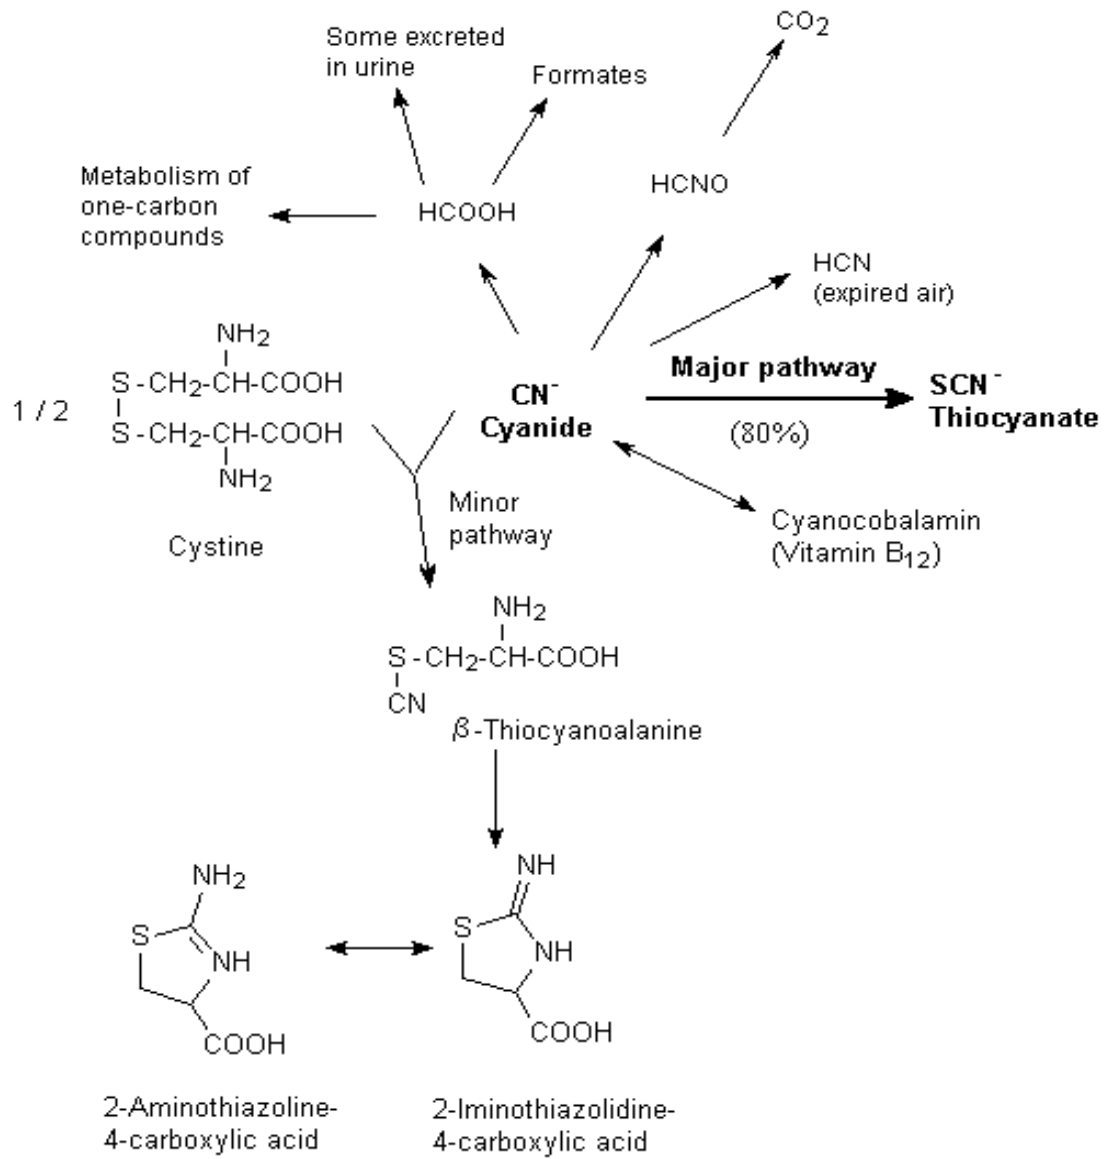 CO2
Some excreted
in urine
Formates
HCNO
Metabolism of
one-carbon
compounds
HCOOH
HCN
(expired air)
NH2
S-CH2-CH-COOH
1 / 2
S-CH2-CH-COOH
NH2
Cystine
CN-
Cyanide
Major pathway
(80%)
SCN-
Thiocyanate
Minor
pathway
Cyanocobalamin
(Vitamin B12)
NH2
S-CH2-CH-COOH
CN
β-Thiocyanoalanine
NH2
S
NH
COOH
NH
S
NH
COOH
2-Aminothiazoline-
4-carboxylic acid
2-Iminothiazolidine-
4-carboxylic acid